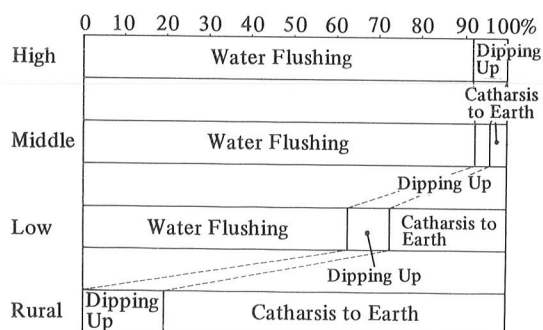 0 10 20 30 40 50 60 70 80 90 100%
High Water Flushing Dipping
Up
Catharsis
to Earth
Middle Water Flushing
Dipping Up
Low Water Flushing Catharsis to
Earth
Dipping Up
Rural Dipping
Up Catharsis to Earth